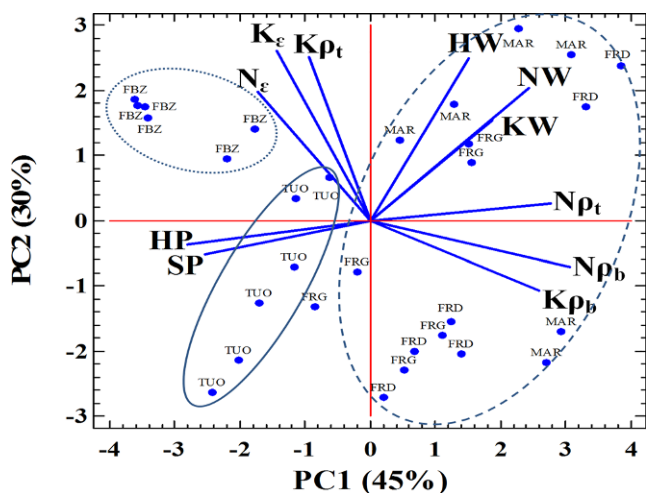 PC2 (30%)
3
2
1
0
-1
-2
-3
Kε
Kρt
Nε
HW
NW
KW
Nρt
Nρb
Kρb
HP
SP
FBZ
FBZ
FBZ
FBZ
FBZ
MAR
MAR
FRD
FRD
MAR
MAR
FRG
FRG
TUO
TUO
TUO
FRG
TUO
FRG
FRD
MAR
FRG
FRD
FRD
MAR
TUO
FRG
TUO
FRD
-4 -3 -2 -1 0 1 2 3 4
PC1 (45%)